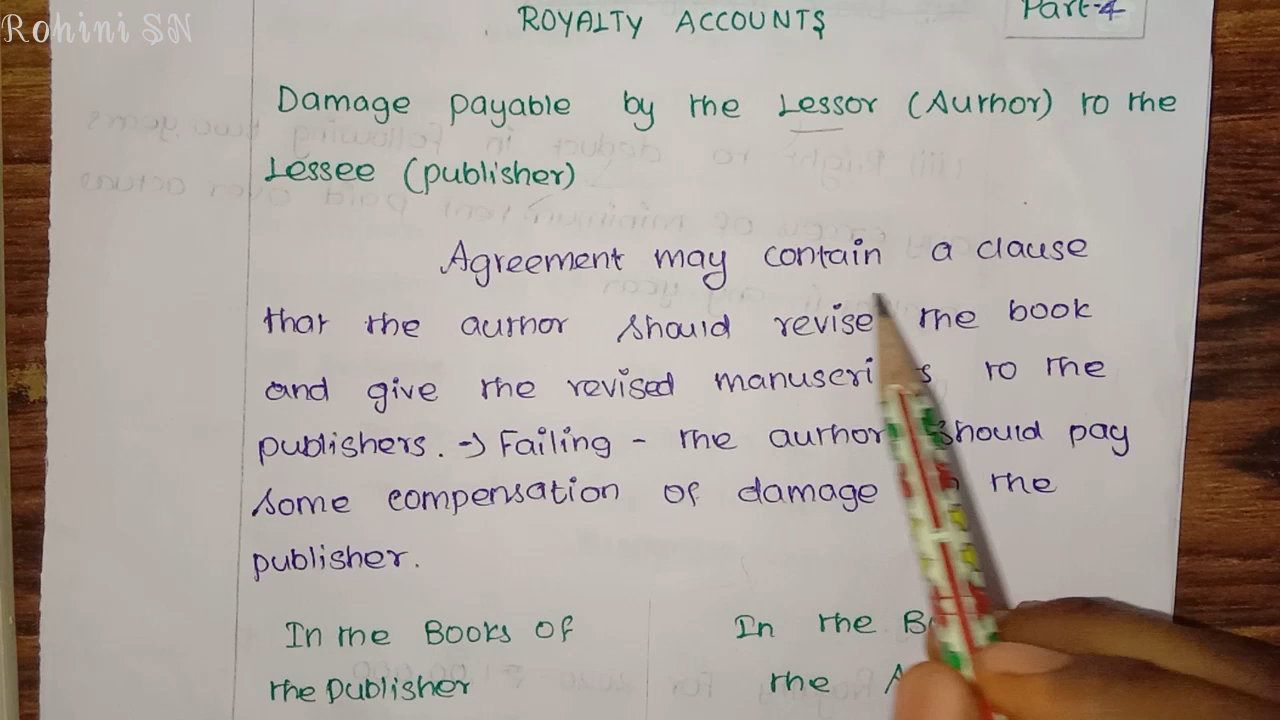 Rohini SN
ROYALTY ACCOUNTS
Part-4
Damage payable by the Lessor (Author) to the
Lessee (publisher)
Agreement may contain a clause
that the author should revise the book
and give the revised to the
publishers. → Failing - the author should pay
some compensation of damage the
publisher.
In the Books of
the publisher
In the
the